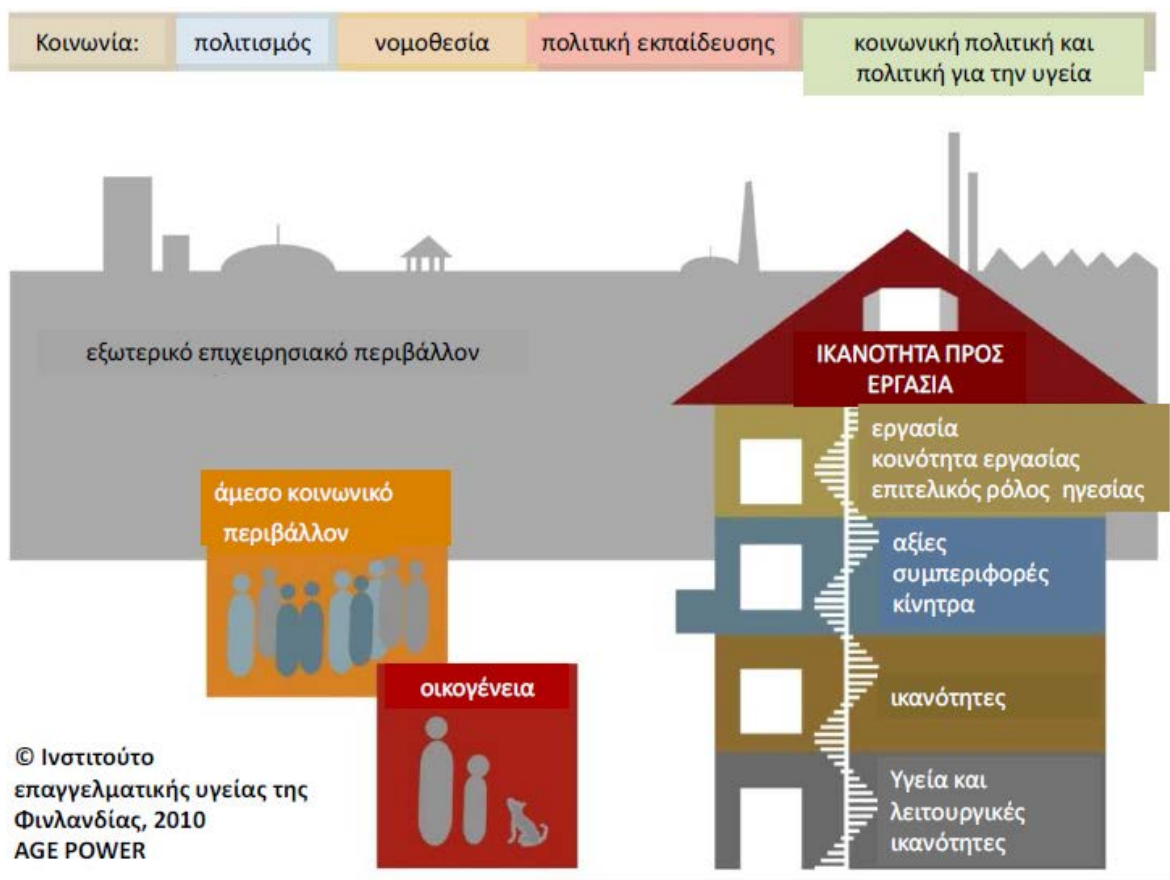 Κοινωνία:
πολιτισμός
νομοθεσία
πολιτική εκπαίδευσης
κοινωνική πολιτική και
πολιτική για την υγεία
εξωτερικό επιχειρησιακό περιβάλλον
ΙΚΑΝΟΤΗΤΑ ΠΡΟΣ
ΕΡΓΑΣΙΑ
εργασία
κοινότητα εργασίας
επιτελικός ρόλος ηγεσίας
άμεσο κοινωνικό
περιβάλλον
αξίες
συμπεριφορές
κίνητρα
οικογένεια
ικανότητες
© Ινστιτούτο
επαγγελματικής υγείας της
Φινλανδίας, 2010
AGE POWER
Υγεία και
λειτουργικές
ικανότητες